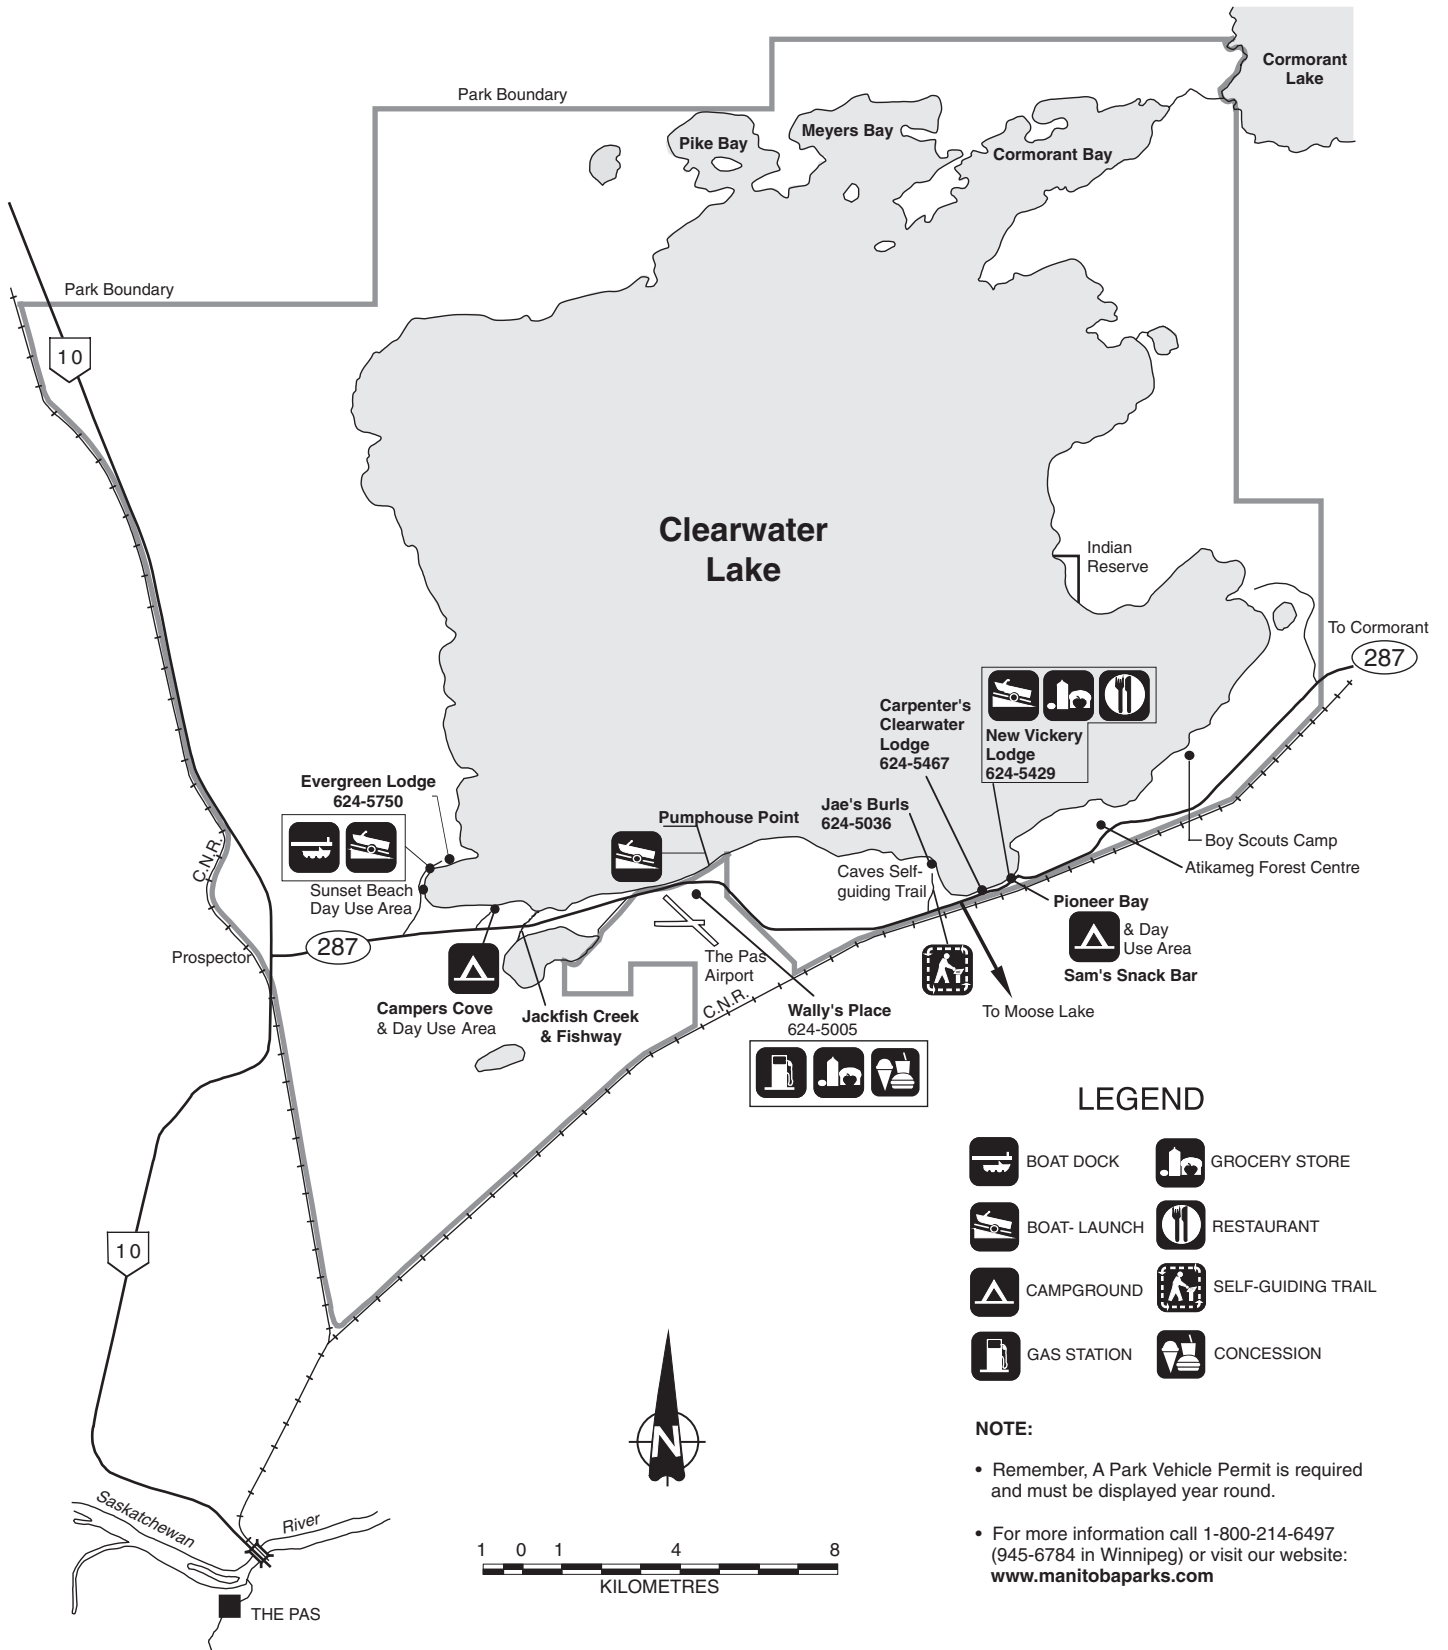 Cormorant
Lake
Park Boundary
Pike Bay
Meyers Bay
Cormorant Bay
Park Boundary
10
Clearwater
Lake
Indian
Reserve
To Cormorant
287
Carpenter's
Clearwater
Lodge
624-5467
New Vickery
Lodge
624-5429
Evergreen Lodge
624-5750
Jae's Burls
624-5036
Pumphouse Point
Boy Scouts Camp
Atikameg Forest Centre
C.N.R.
Sunset Beach
Day Use Area
Caves Self-
guiding Trail
Pioneer Bay
& Day
Use Area
Sam's Snack Bar
Prospector
287
The Pas
Airport
C.N.R.
Campers Cove
& Day Use Area
Jackfish Creek
& Fishway
Wally's Place
624-5005
To Moose Lake
10
LEGEND
BOAT DOCK
GROCERY STORE
BOAT- LAUNCH
RESTAURANT
CAMPGROUND
SELF-GUIDING TRAIL
GAS STATION
CONCESSION
N
NOTE:
• Remember, A Park Vehicle Permit is required
and must be displayed year round.
• For more information call 1-800-214-6497
(945-6784 in Winnipeg) or visit our website:
www.manitobaparks.com
Saskatchewan
River
1 0 1 4 8
KILOMETRES
THE PAS